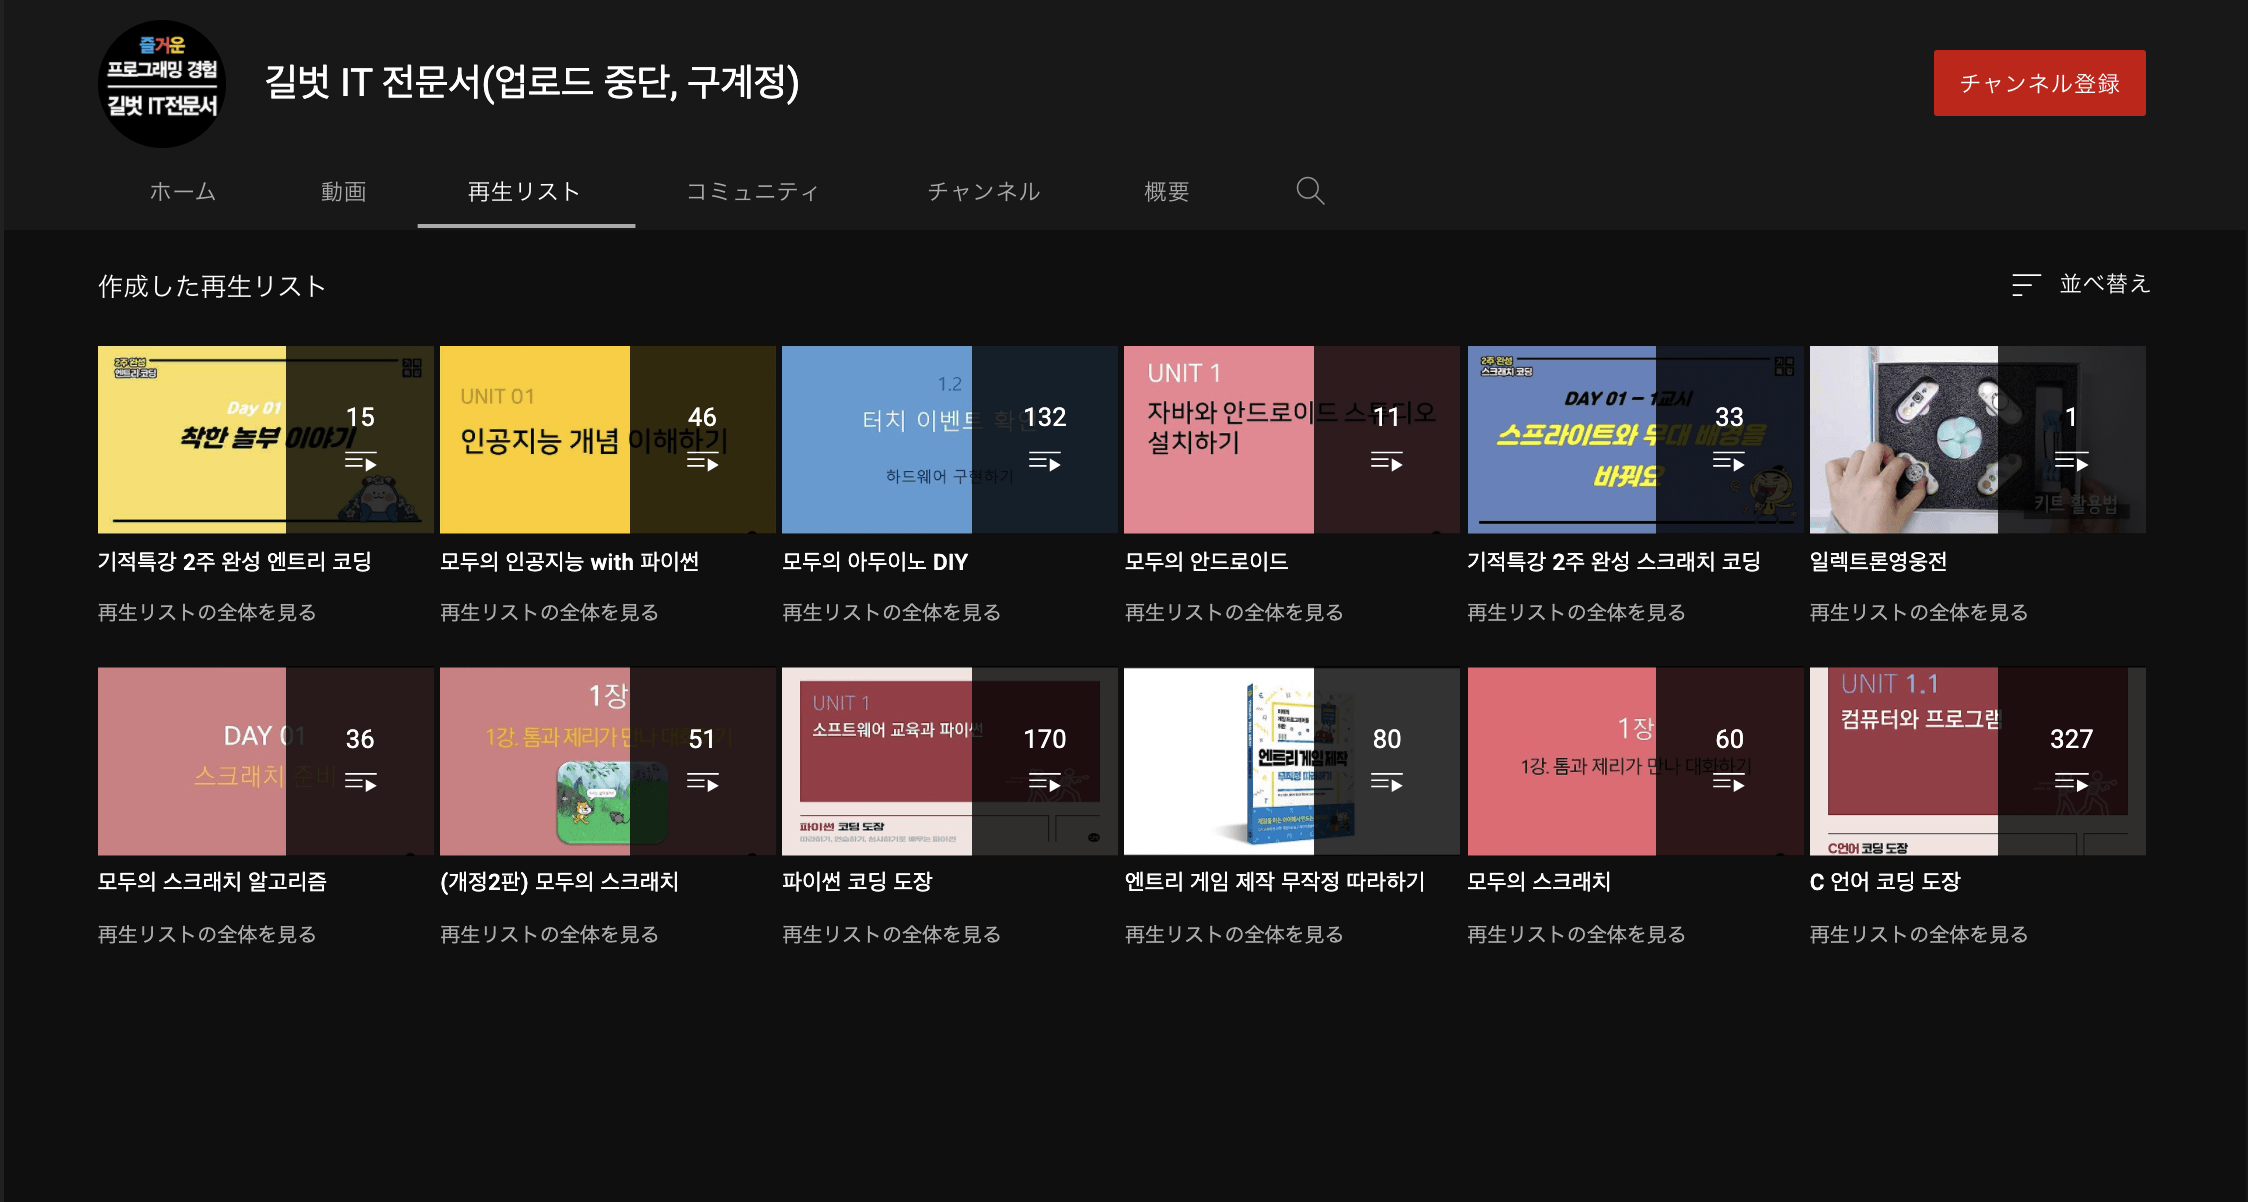 즐거운
프로그래밍 경험
길벗 IT전문서
길벗 IT 전문서(업로드 중단, 구계정)
チャンネル登録
ホーム
動画
再生リスト
コミュニティ
チャンネル
概要
作成した再生リスト
並べ替え
2주 완성
엔트리 코딩
Day 01
착한 놀부 이야기
15
UNIT 01
인공지능 개념 이해하기
46
1.2
터치 이벤트 확인
하드웨어 구현하기
132
UNIT 1
자바와 안드로이드 스튜디오
설치하기
11
2주 완성
스크래치 코딩
DAY 01 – 1교시
스프라이트와 무대 배경을
바꿔요
33
1
키트 활용법
기적특강 2주 완성 엔트리 코딩
모두의 인공지능 with 파이썬
모두의 아두이노 DIY
모두의 안드로이드
기적특강 2주 완성 스크래치 코딩
일렉트론영웅전
再生リストの全体を見る
再生リストの全体を見る
再生リストの全体を見る
再生リストの全体を見る
再生リストの全体を見る
再生リストの全体を見る
DAY 01
스크래치 준비
36
1장
1강. 톰과 제리가 만나 대화하기
51
UNIT 1
소프트웨어 교육과 파이썬
170
파이썬 코딩 도장
엔트리 게임 제작
무작정 따라하기
80
1장
1강. 톰과 제리가 만나 대화하기
60
UNIT 1.1
컴퓨터와 프로그램
327
C언어 코딩 도장
모두의 스크래치 알고리즘
(개정2판) 모두의 스크래치
파이썬 코딩 도장
엔트리 게임 제작 무작정 따라하기
모두의 스크래치
C 언어 코딩 도장
再生リストの全体を見る
再生リストの全体を見る
再生リストの全体を見る
再生リストの全体を見る
再生リストの全体を見る
再生リストの全体を見る